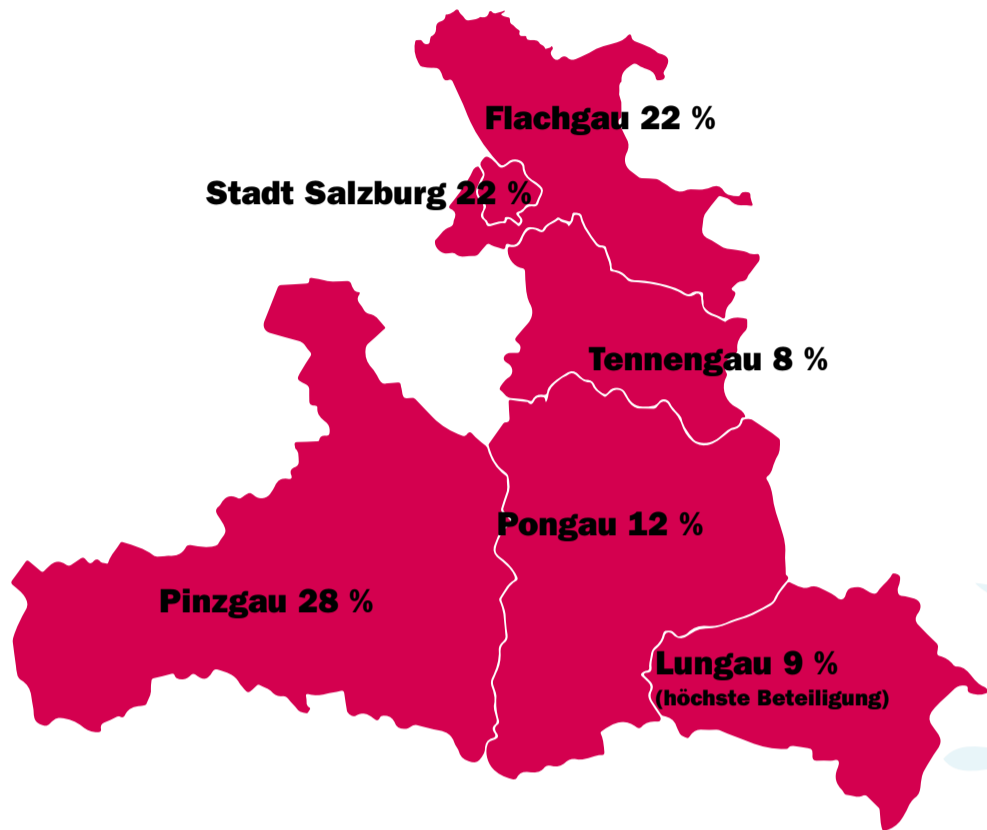 Flachgau 22 %
Stadt Salzburg 22 %
Tennengau 8 %
Pongau 12 %
Pinzgau 28 %
Lungau 9 %
(höchste Beteiligung)